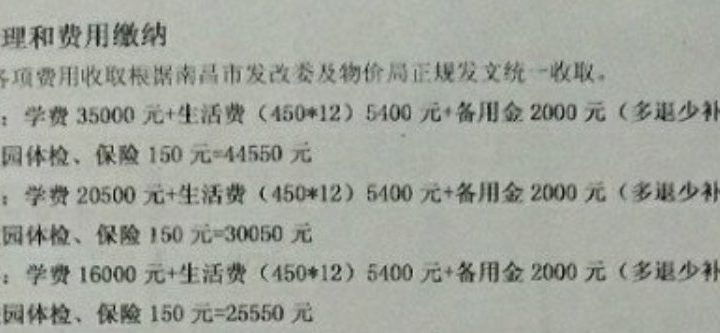 理和费用缴纳
各项费用收取根据南昌市发改委及物价局正规发文统一收取。
：学费 35000 元+生活费（450*12）5400 元+备用金 2000 元（多退少补
园体检、保险 150 元=44550 元
：学费 20500 元+生活费（450*12）5400 元+备用金 2000 元（多退少补
园体检、保险 150 元=30050 元
：学费 16000 元+生活费（450*12）5400 元+备用金 2000 元（多退少补
园体检、保险 150 元=25550 元